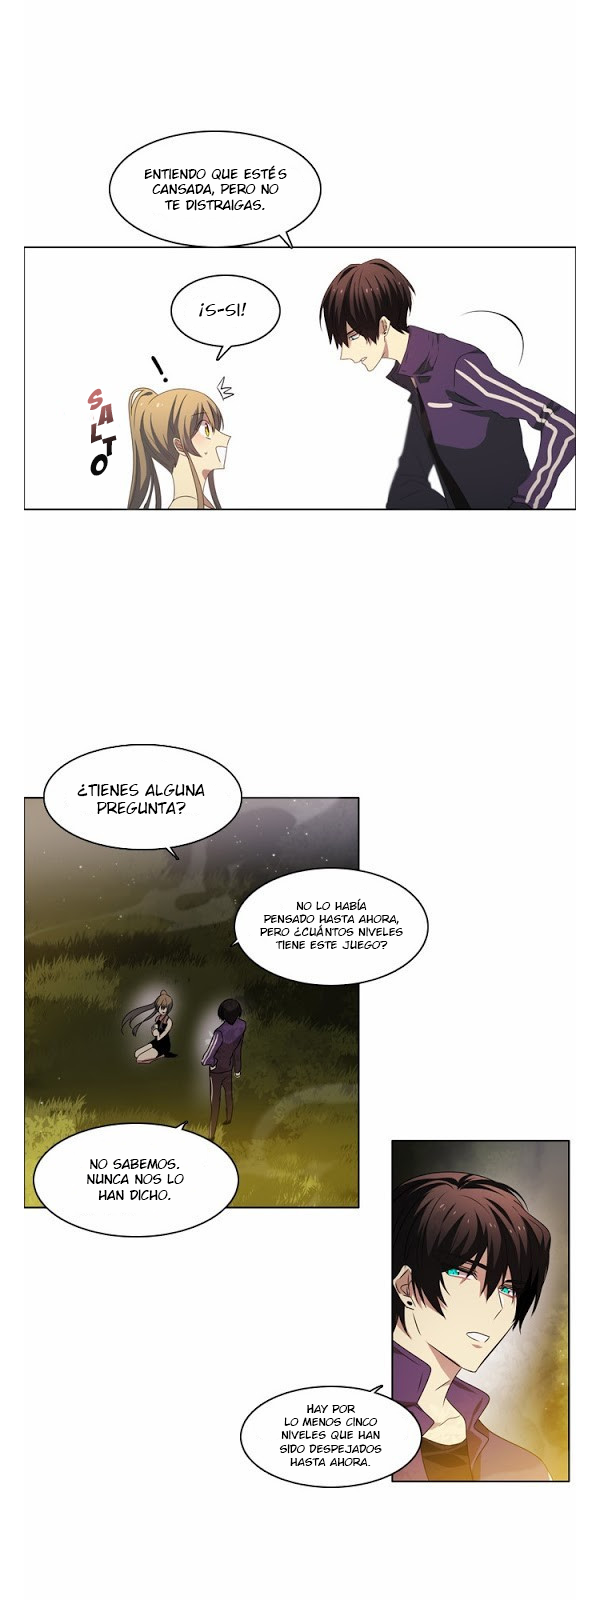 ENTIENDO QUE ESTÉS
CANSADA, PERO NO
TE DISTRAIGAS.
¡S-SI!
!
SALTO
¿TIENES ALGUNA
PREGUNTA?
NO LO HABÍA
PENSADO HASTA AHORA,
PERO ¿CUÁNTOS NIVELES
TIENE ESTE JUEGO?
NO SABEMOS.
NUNCA NOS LO
HAN DICHO.
HAY POR
LO MENOS CINCO
NIVELES QUE HAN
SIDO DESPEJADOS
HASTA AHORA.